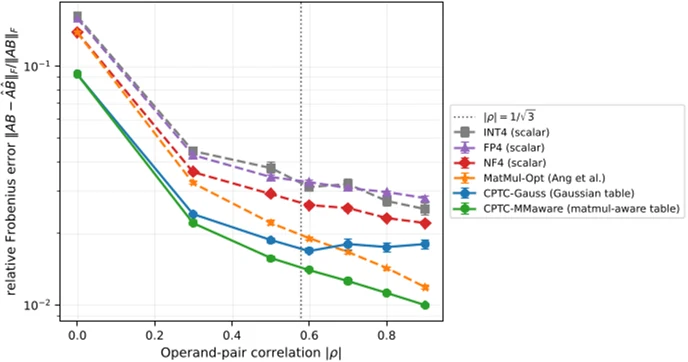 relative Frobenius error ‖AB − ÂB̂‖F/‖AB‖F
10⁻¹
10⁻²
0.0
0.2
0.4
0.6
0.8
Operand-pair correlation |ρ|
|ρ| = 1/√3
INT4 (scalar)
FP4 (scalar)
NF4 (scalar)
MatMul-Opt (Ang et al.)
CPTC-Gauss (Gaussian table)
CPTC-MMaware (matmul-aware table)